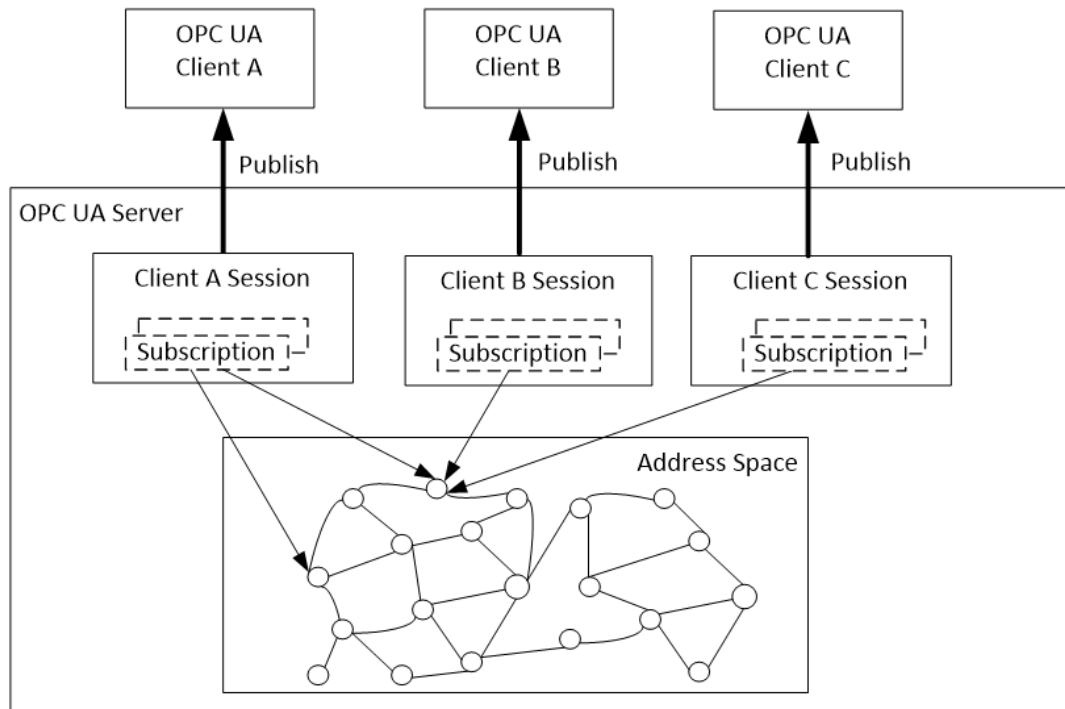 OPC UA
Client A
OPC UA
Client B
OPC UA
Client C
Publish
Publish
Publish
OPC UA Server
Client A Session
Client B Session
Client C Session
Subscription
Subscription
Subscription
Address Space